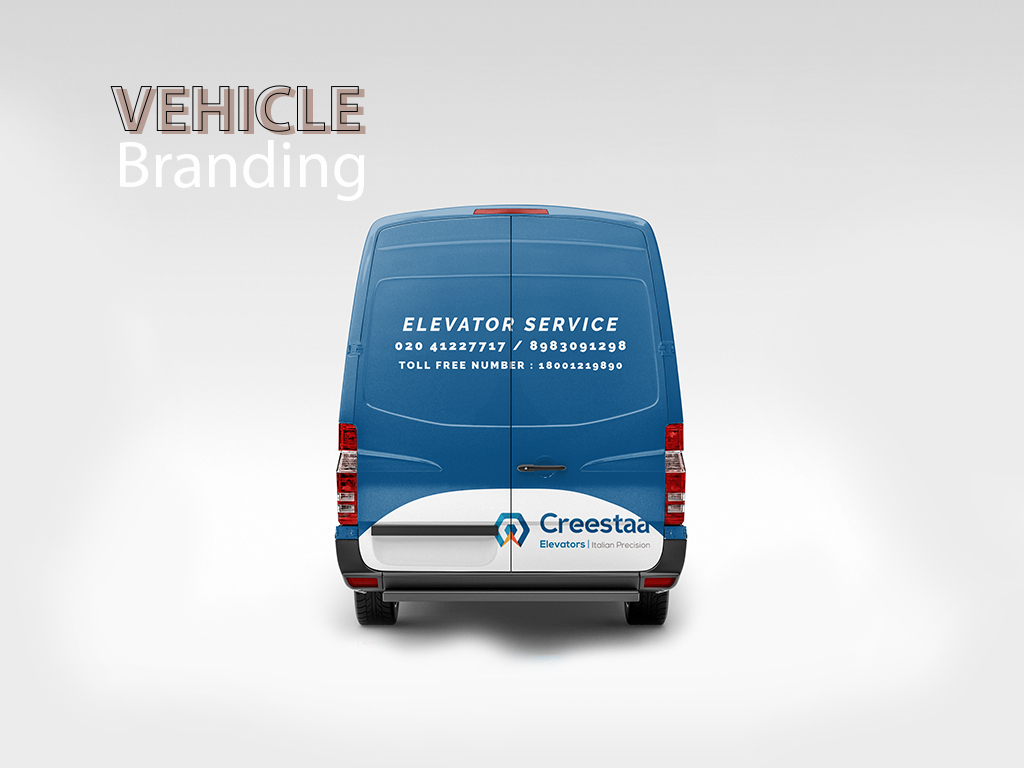 VEHICLE
Branding
ELEVATOR SERVICE
020 41227717 / 8983091298
TOLL FREE NUMBER : 18001219890
Creestaa
Elevators | Italian Precision